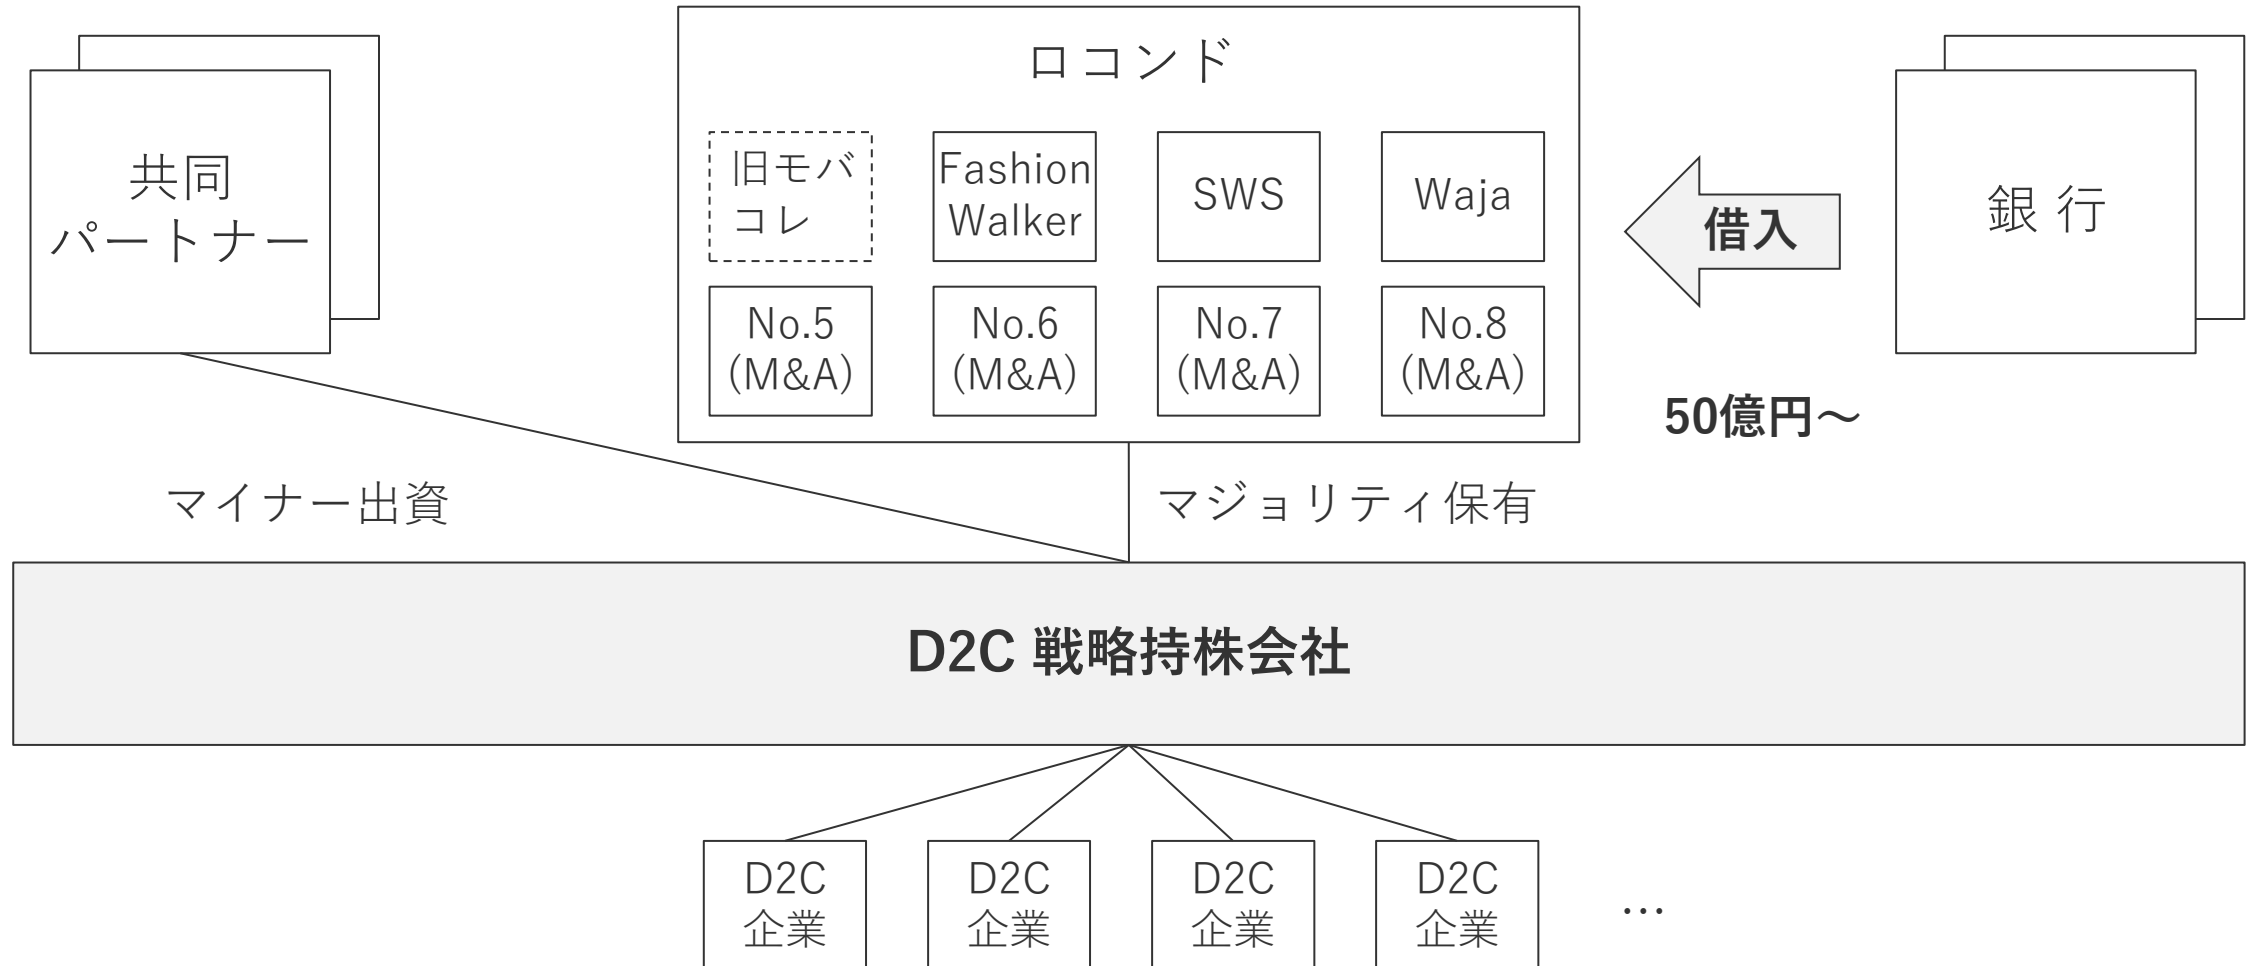 ロコンド
共同
パートナー
旧モバ
コレ
Fashion
Walker
SWS
Waja
No.5
(M&A)
No.6
(M&A)
No.7
(M&A)
No.8
(M&A)
借入
銀 行
50億円～
マイナー出資
マジョリティ保有
D2C 戦略持株会社
D2C
企業
D2C
企業
D2C
企業
D2C
企業
…